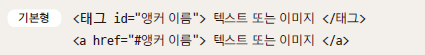 기본형
<태그 id="앵커 이름"> 텍스트 또는 이미지 </태그>
<a href="#앵커 이름"> 텍스트 또는 이미지 </a>